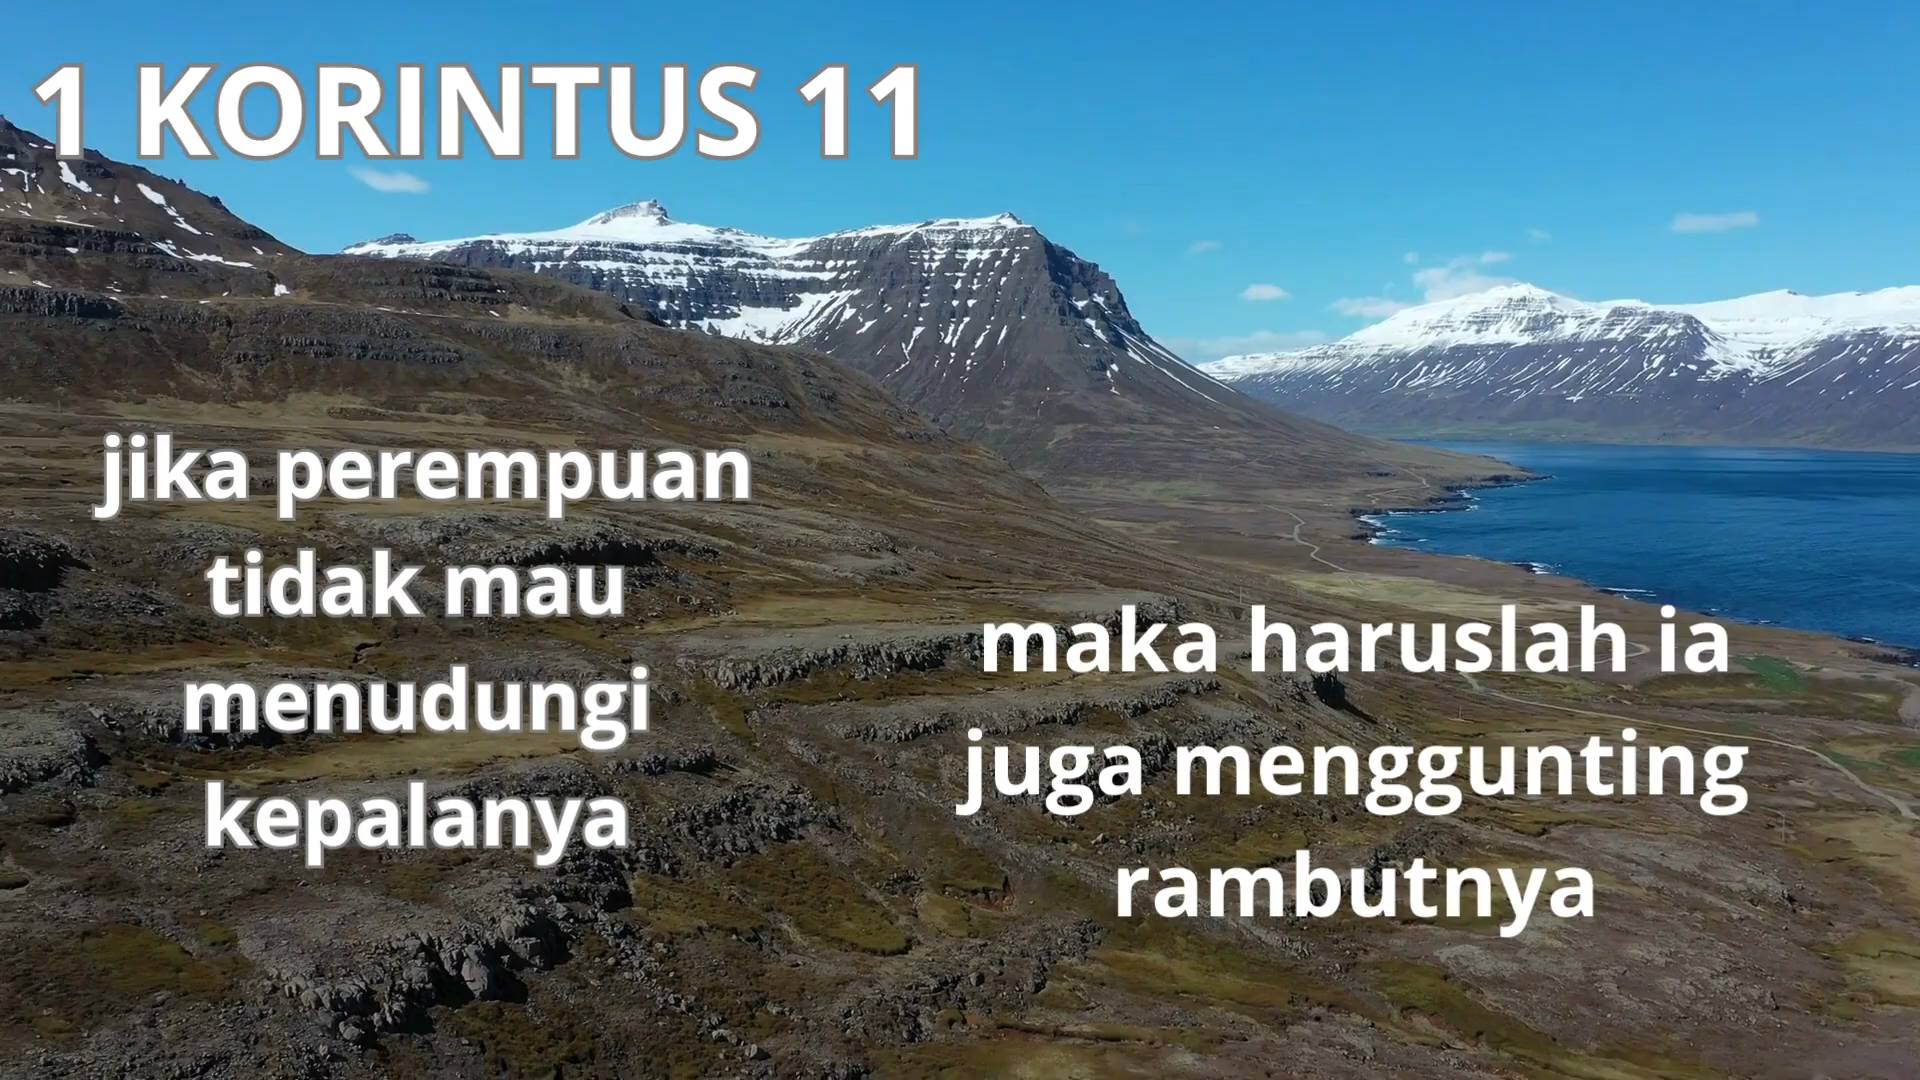 1 KORINTUS 11
jika perempuan
tidak mau
menudungi
kepalanya
maka haruslah ia
juga menggunting
rambutnya